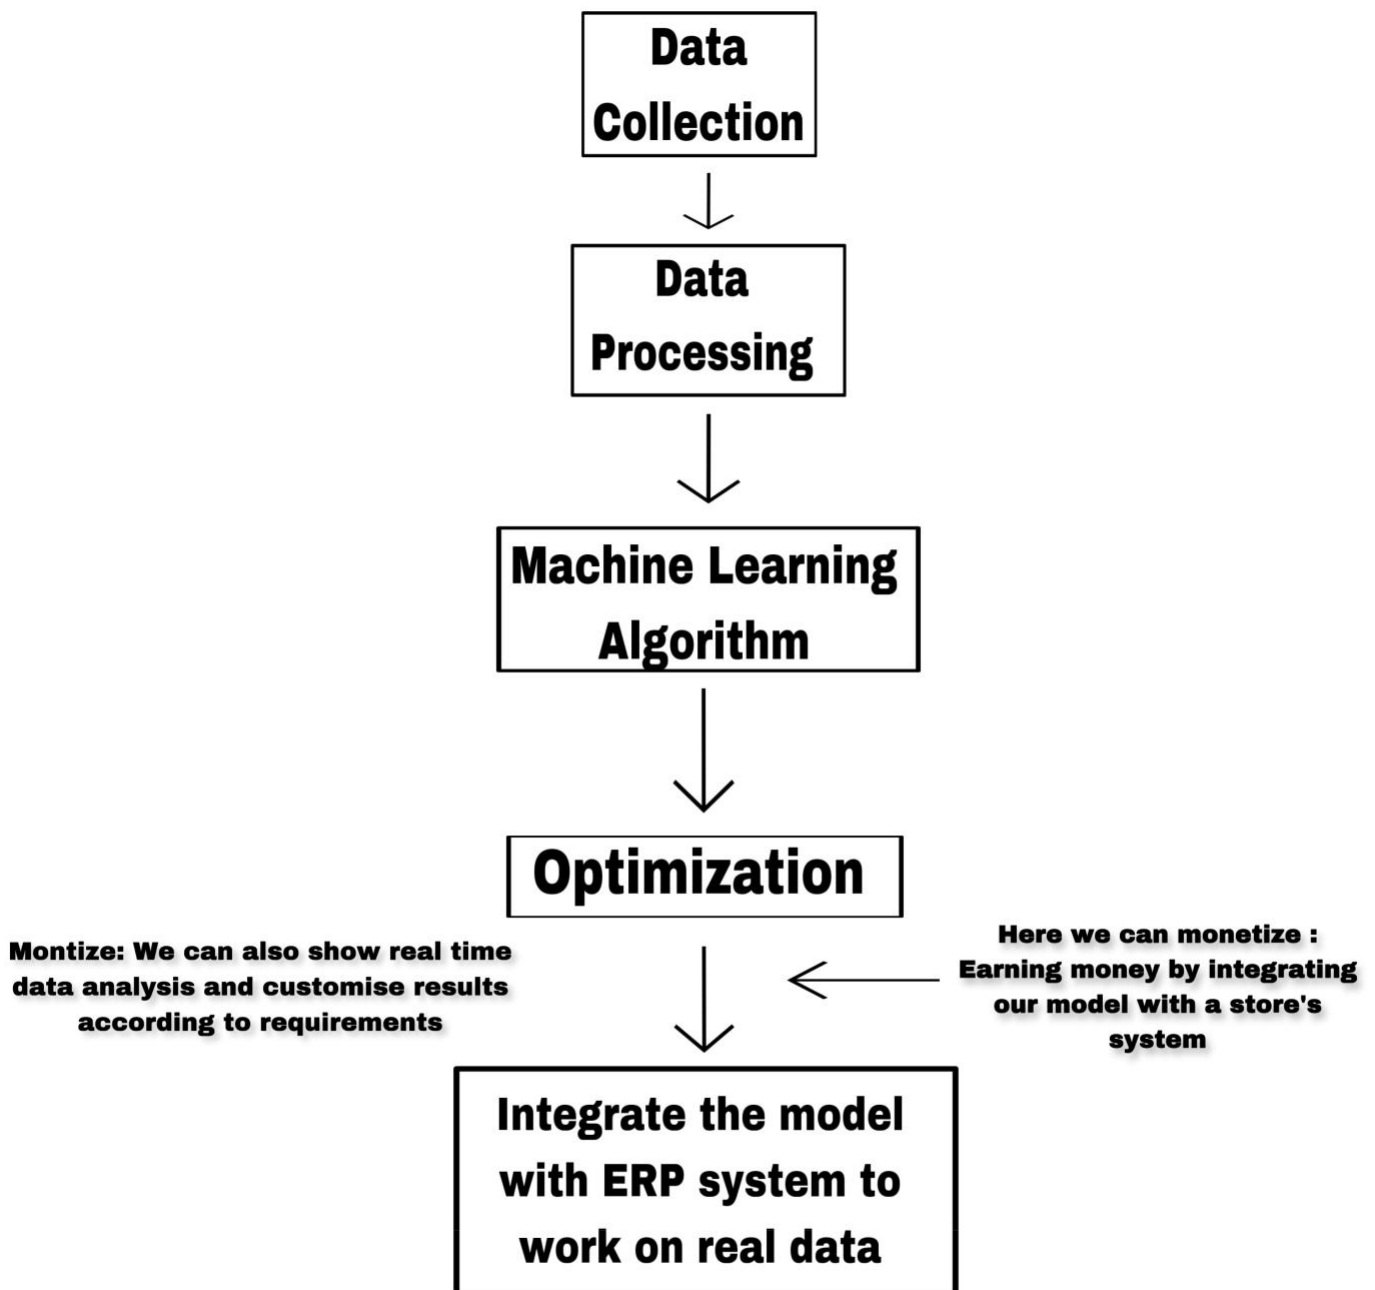 Data
Collection
Data
Processing
Machine Learning
Algorithm
Optimization
Montize: We can also show real time
data analysis and customise results
according to requirements
Here we can monetize :
Earning money by integrating
our model with a store's
system
Integrate the model
with ERP system to
work on real data